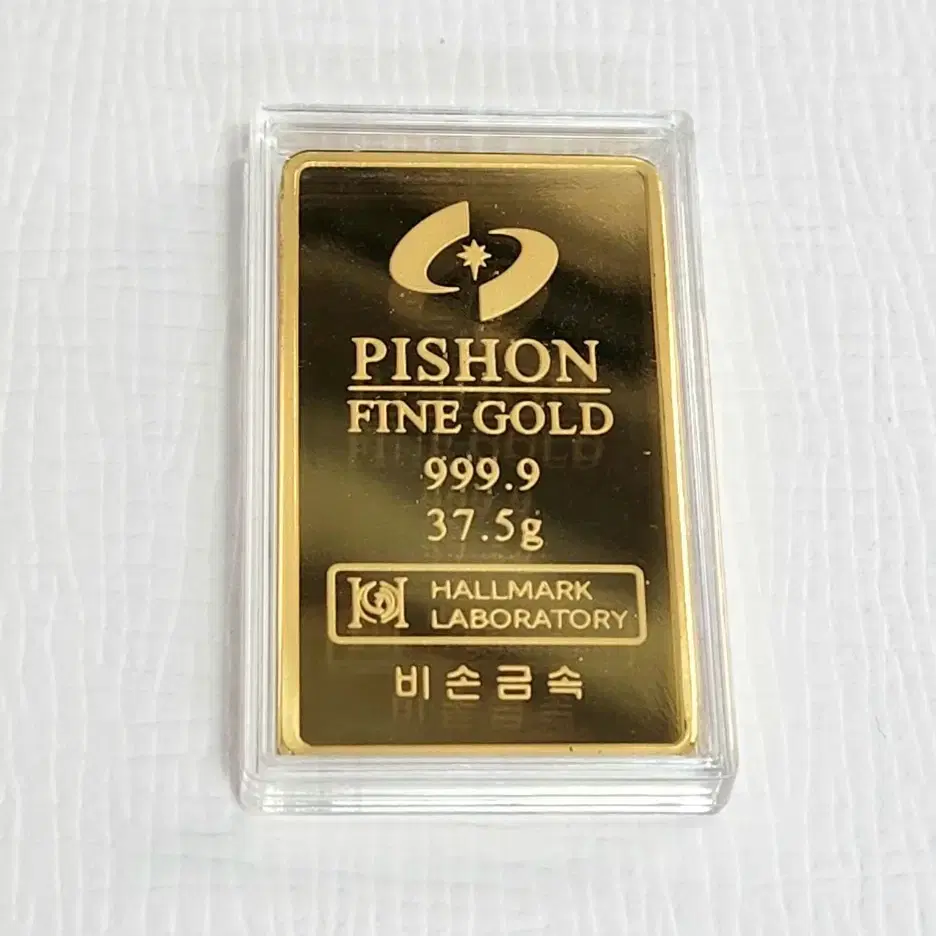 PISHON
FINE GOLD
999.9
37.5g
HALLMARK
LABORATORY
비손금속